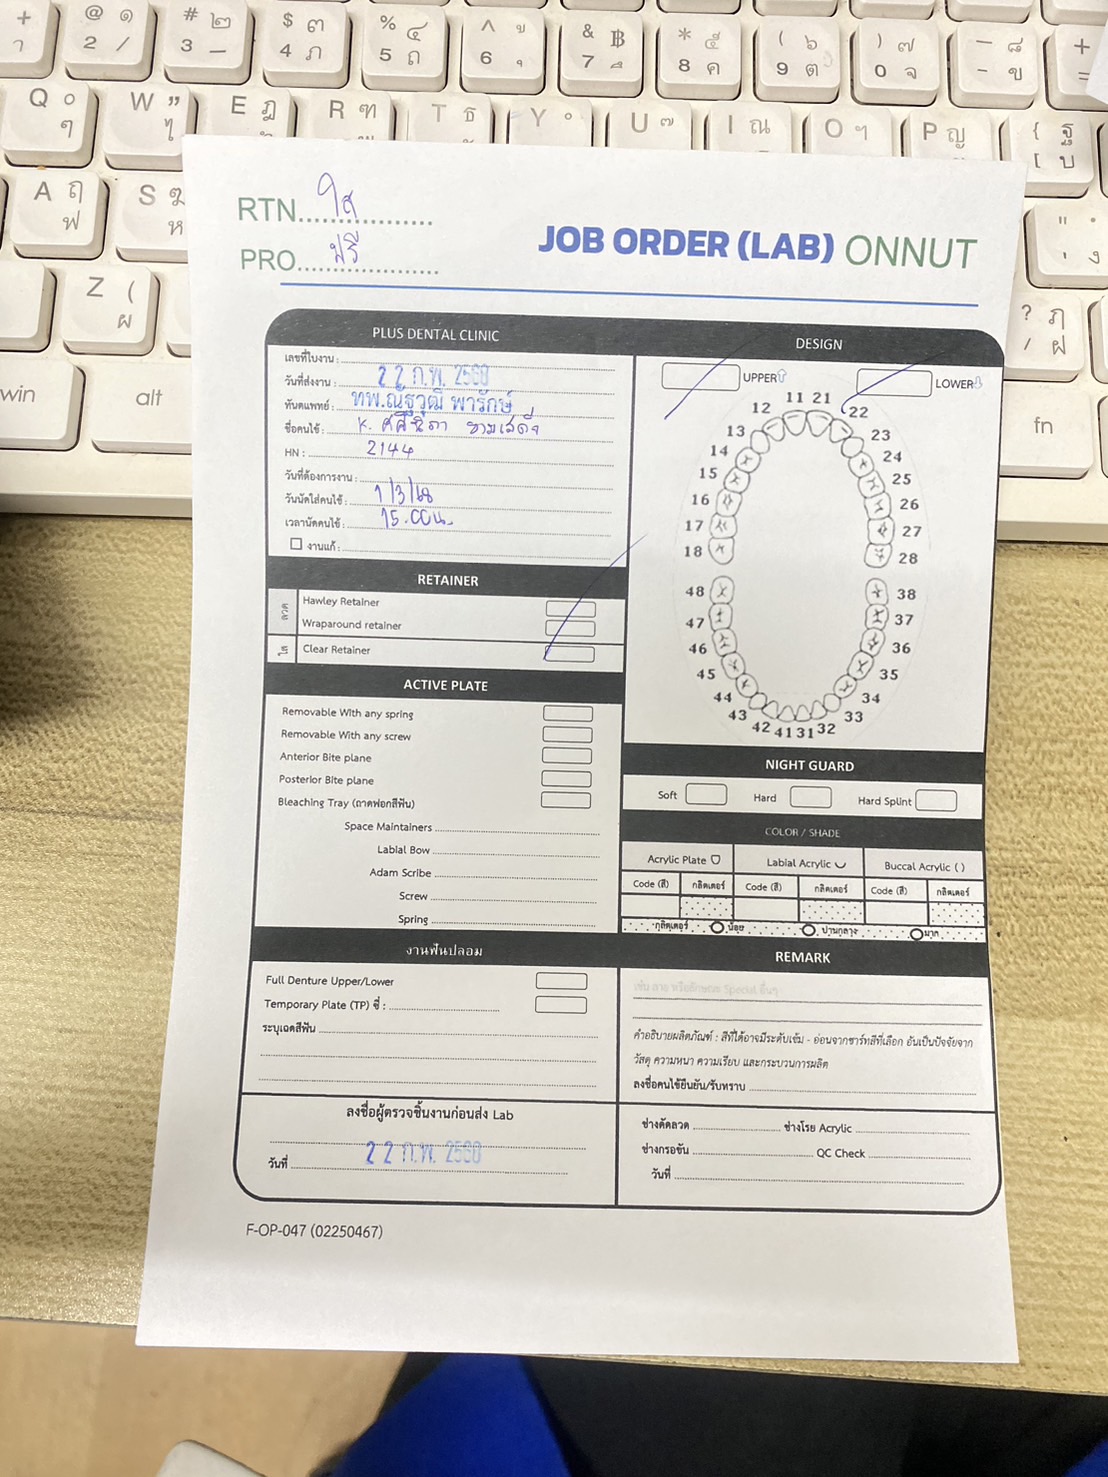 RTN.....ใส.....
PRO.....ฟรี.....
JOB ORDER (LAB) ONNUT
PLUS DENTAL CLINIC
เลขที่ใบงาน :
วันที่ส่งงาน : 22 ก.พ. 2568
ทันตแพทย์ : ทพ.ณัฐวุฒิ พารักษ์
ชื่อคนไข้ : K. ศศินิภา
HN : 2144
วันที่ต้องการงาน :
วันนัดใส่คนไข้ : 1/3/68
เวลานัดคนไข้ : 15.00น.
งานแก้ :
RETAINER
ลวด
Hawley Retainer
Wraparound retainer
ใส
Clear Retainer
ACTIVE PLATE
Removable With any spring
Removable With any screw
Anterior Bite plane
Posterior Bite plane
Bleaching Tray (ถาดฟอกสีฟัน)
Space Maintainers
Labial Bow
Adam Scribe
Screw
Spring
งานฟันปลอม
Full Denture Upper/Lower
Temporary Plate (TP) ซี่ :
ระบุเฉดสีฟัน
ลงชื่อผู้ตรวจชิ้นงานก่อนส่ง Lab
วันที่ 22 ก.พ. 2568
DESIGN
UPPER LOWER
11 21
12 22
13 23
14 24
15 25
16 26
17 27
18 28
48 38
47 37
46 36
45 35
44 34
43 33
42 41 31 32
NIGHT GUARD
Soft Hard Hard Splint
COLOR / SHADE
Acrylic Plate Labial Acrylic Buccal Acrylic ( )
Code (สี) กลิตเตอร์ Code (สี) กลิตเตอร์ Code (สี) กลิตเตอร์
กลิตเตอร์ น้อย ปานกลาง มาก
REMARK
เช่น ลาย หรือลักษณะ Special อื่นๆ
คำอธิบายผลิตภัณฑ์ : สีที่ได้อาจมีระดับเข้ม - อ่อนจากชาร์ทสีที่เลือก อันเป็นปัจจัยจาก
วัสดุ ความหนา ความเรียบ และกระบวนการผลิต
ลงชื่อคนไข้ยืนยัน/รับทราบ
ช่างดัดลวด ช่างโรย Acrylic
ช่างกรอขัด QC Check
วันที่
F-OP-047 (02250467)